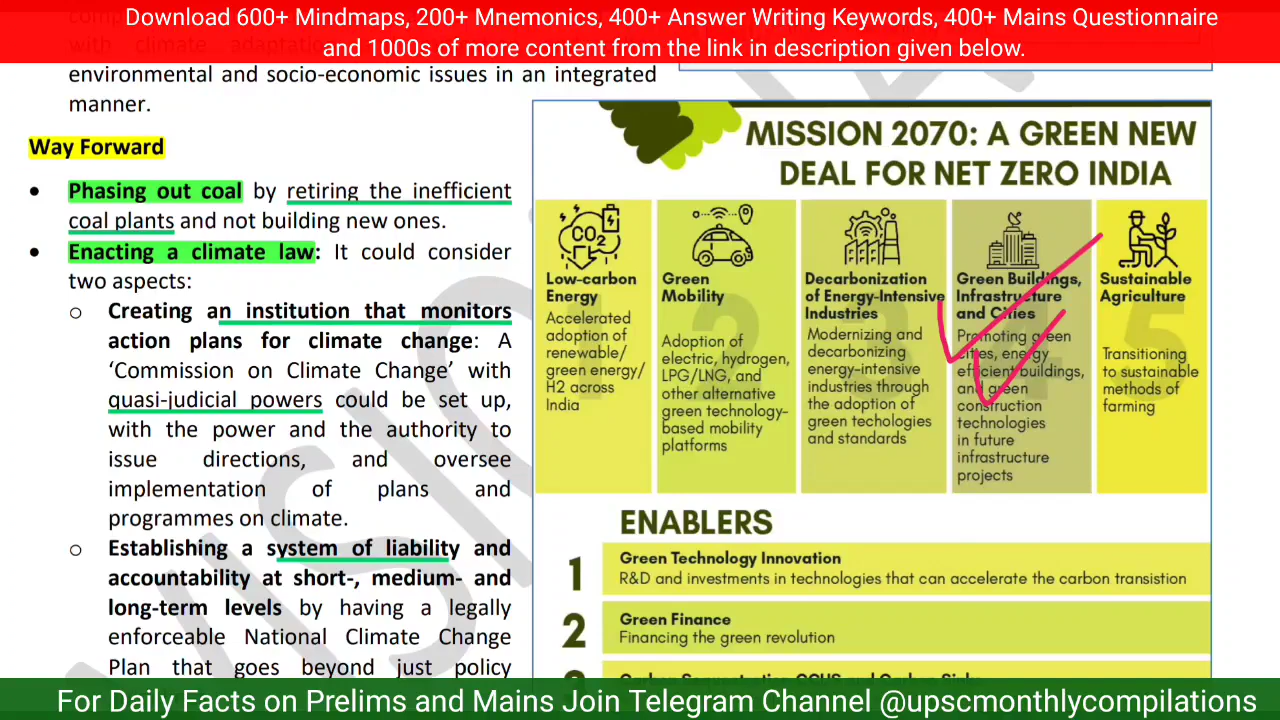 Download 600+ Mindmaps, 200+ Mnemonics, 400+ Answer Writing Keywords, 400+ Mains Questionnaire
and 1000s of more content from the link in description given below.
environmental and socio-economic issues in an integrated
manner.
Way Forward
• Phasing out coal by retiring the inefficient
coal plants and not building new ones.
• Enacting a climate law: It could consider
two aspects:
o Creating an institution that monitors
action plans for climate change: A
‘Commission on Climate Change’ with
quasi-judicial powers could be set up,
with the power and the authority to
issue directions, and oversee
implementation of plans and
programmes on climate.
o Establishing a system of liability and
accountability at short-, medium- and
long-term levels by having a legally
enforceable National Climate Change
Plan that goes beyond just policy
MISSION 2070: A GREEN NEW
DEAL FOR NET ZERO INDIA
CO2
1
Low-carbon
Energy
Accelerated
adoption of
renewable/
green energy/
H2 across
India
2
Green
Mobility
Adoption of
electric, hydrogen,
LPG/LNG, and
other alternative
green technology-
based mobility
platforms
3
Decarbonization
of Energy-Intensive
Industries
Modernizing and
decarbonizing
energy-intensive
industries through
the adoption of
green techologies
and standards
4
Green Buildings,
Infrastructure
and Cities
Promoting green
cities, energy
efficient buildings,
and green
construction
technologies
in future
infrastructure
projects
5
Sustainable
Agriculture
Transitioning
to sustainable
methods of
farming
ENABLERS
1
Green Technology Innovation
R&D and investments in technologies that can accelerate the carbon transistion
2
Green Finance
Financing the green revolution
For Daily Facts on Prelims and Mains Join Telegram Channel @upscmonthlycompilations